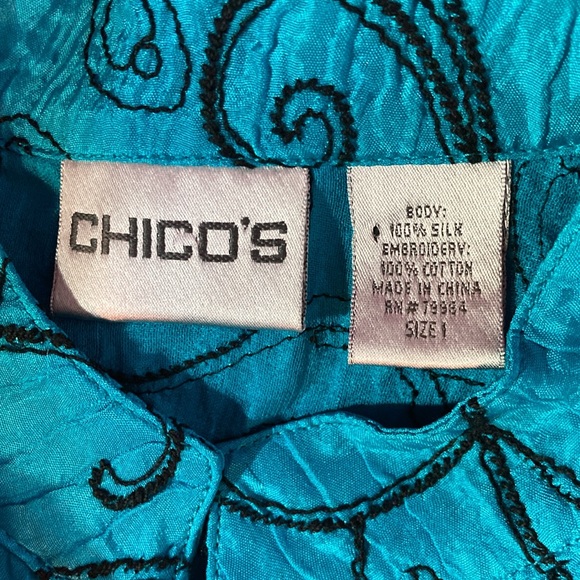 CHICO'S
BODY:
100% SILK
EMBROIDERY:
100% COTTON
MADE IN CHINA
RN# 79984
SIZE 1